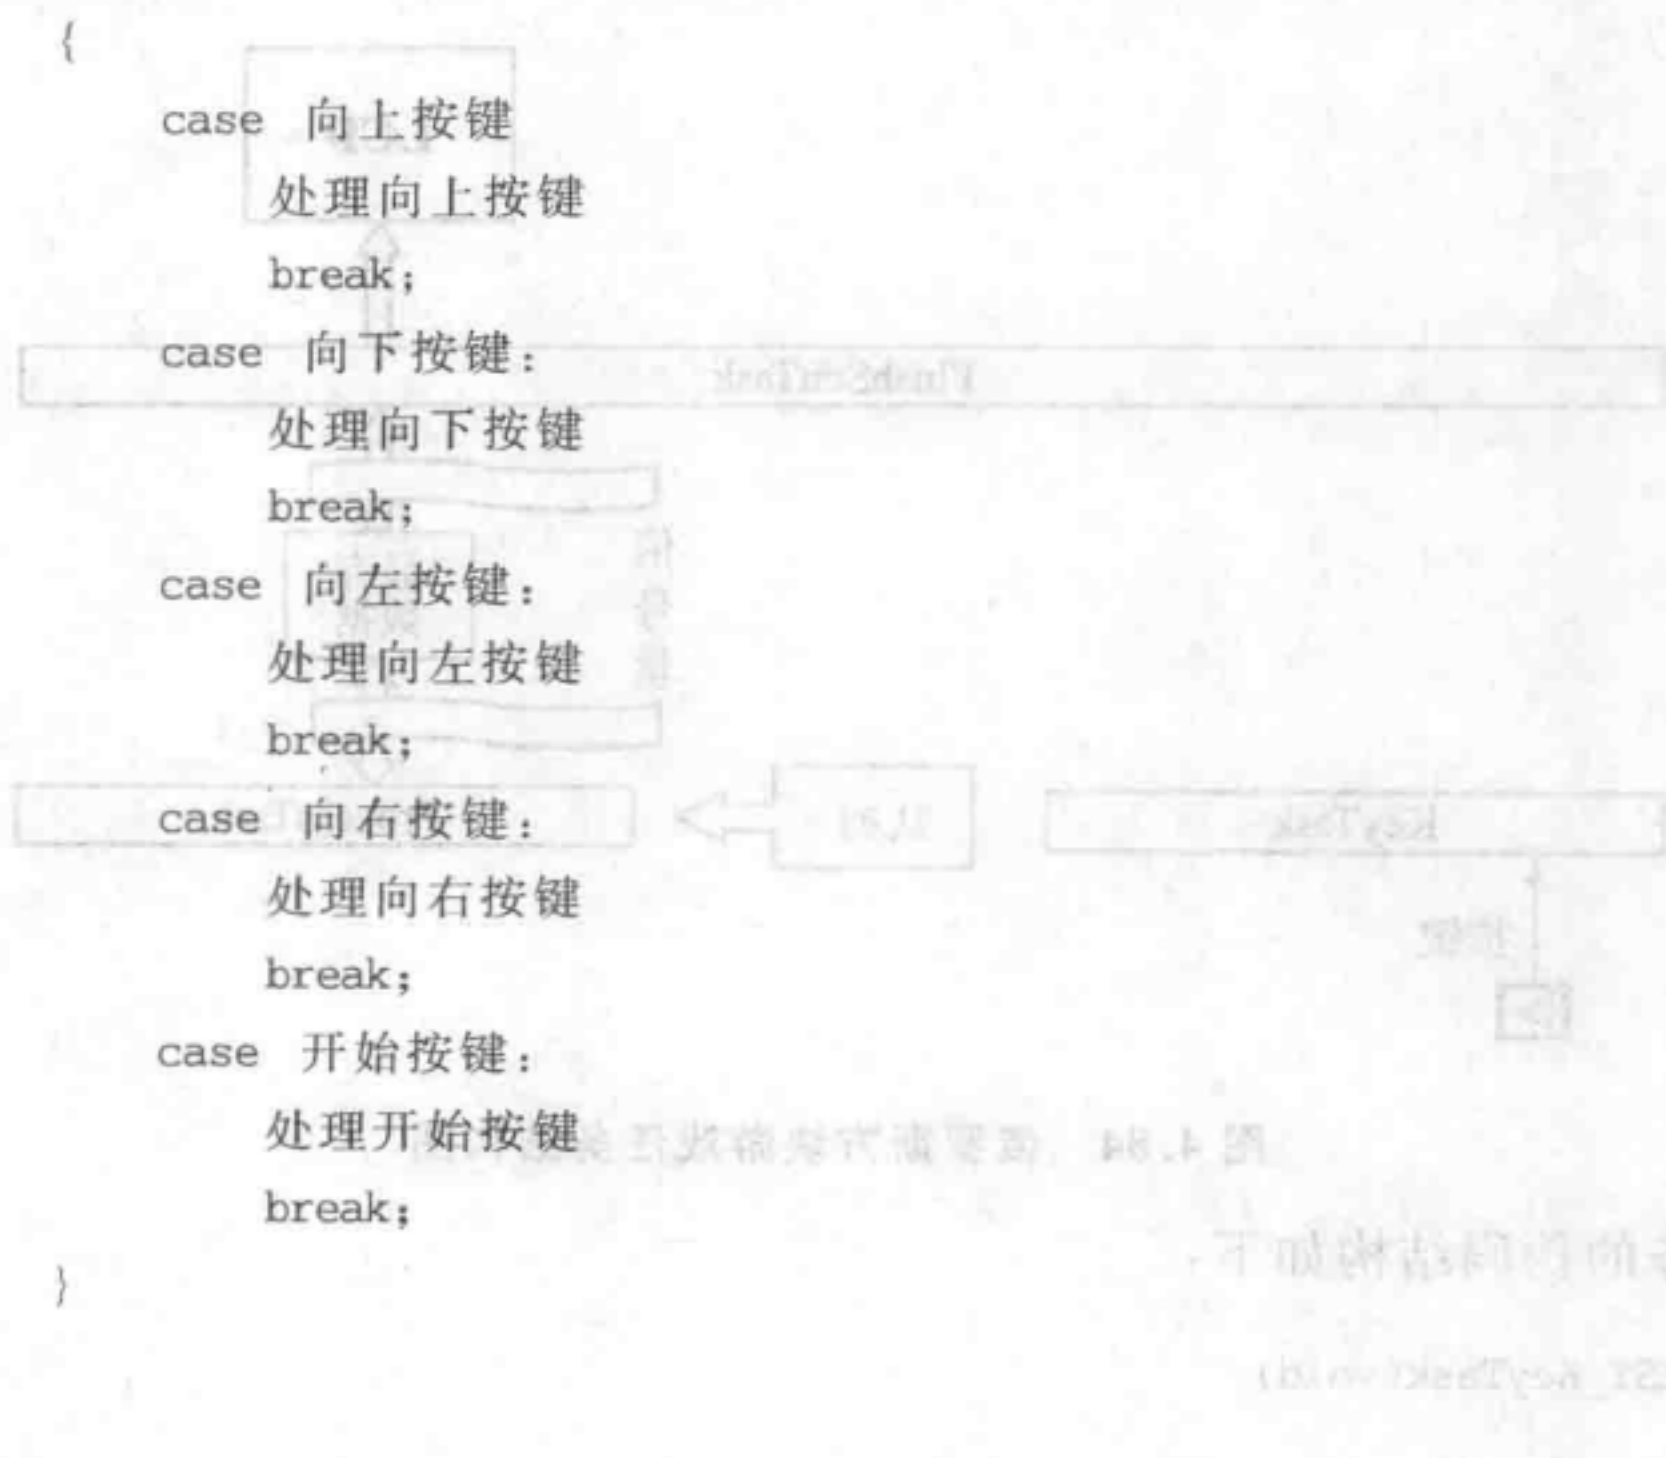 {
case 向上按键
处理向上按键
break;
case 向下按键：
处理向下按键
break;
case 向左按键：
处理向左按键
break;
case 向右按键：
处理向右按键
break;
case 开始按键：
处理开始按键
break;
}